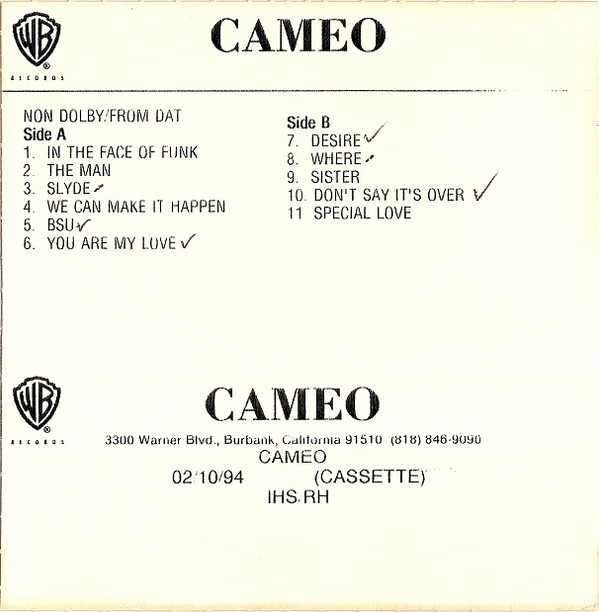 WB
RECORDS
CAMEO
NON DOLBY/FROM DAT
Side A
1. IN THE FACE OF FUNK
2. THE MAN
3. SLYDE
4. WE CAN MAKE IT HAPPEN
5. BSU
6. YOU ARE MY LOVE
Side B
7. DESIRE
8. WHERE
9. SISTER
10. DON'T SAY IT'S OVER
11 SPECIAL LOVE
WB
RECORDS
CAMEO
3300 Warner Blvd., Burbank, California 91510 (818) 846-9090
CAMEO
02/10/94 (CASSETTE)
IHS/RH